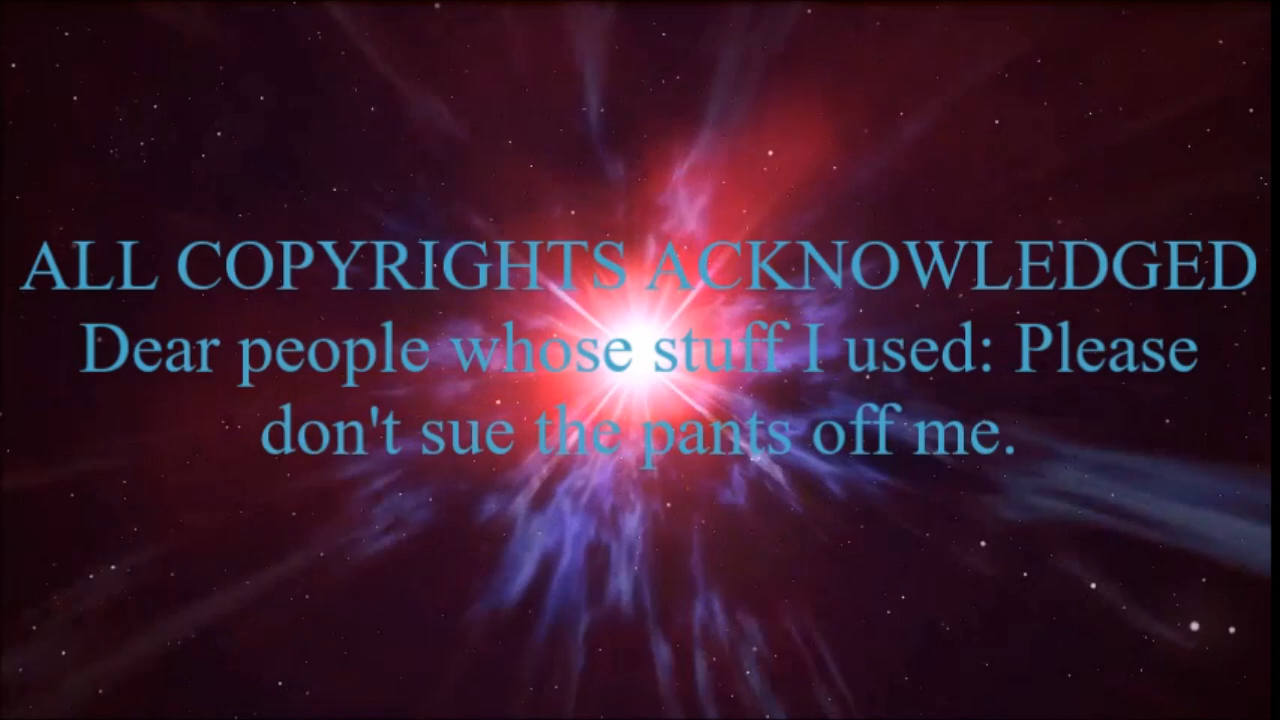 ALL COPYRIGHTS ACKNOWLEDGED
Dear people whose stuff I used: Please
don't sue the pants off me.